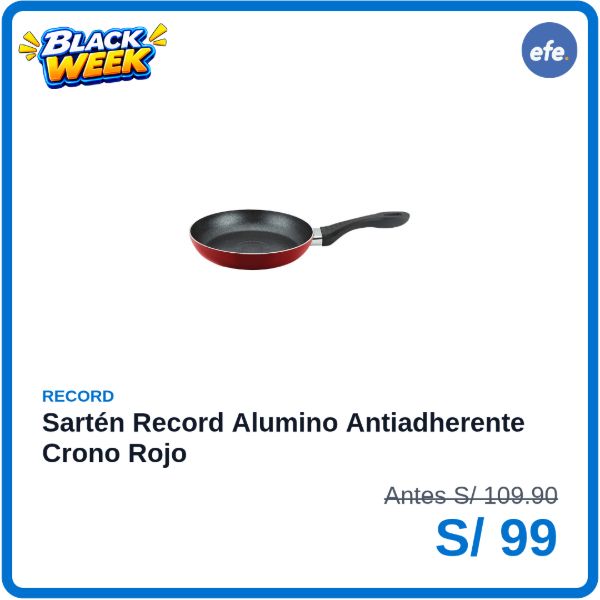 BLACK
WEEK
efe.
RECORD
Sartén Record Alumino Antiadherente
Crono Rojo
Antes S/ 109.90
S/ 99